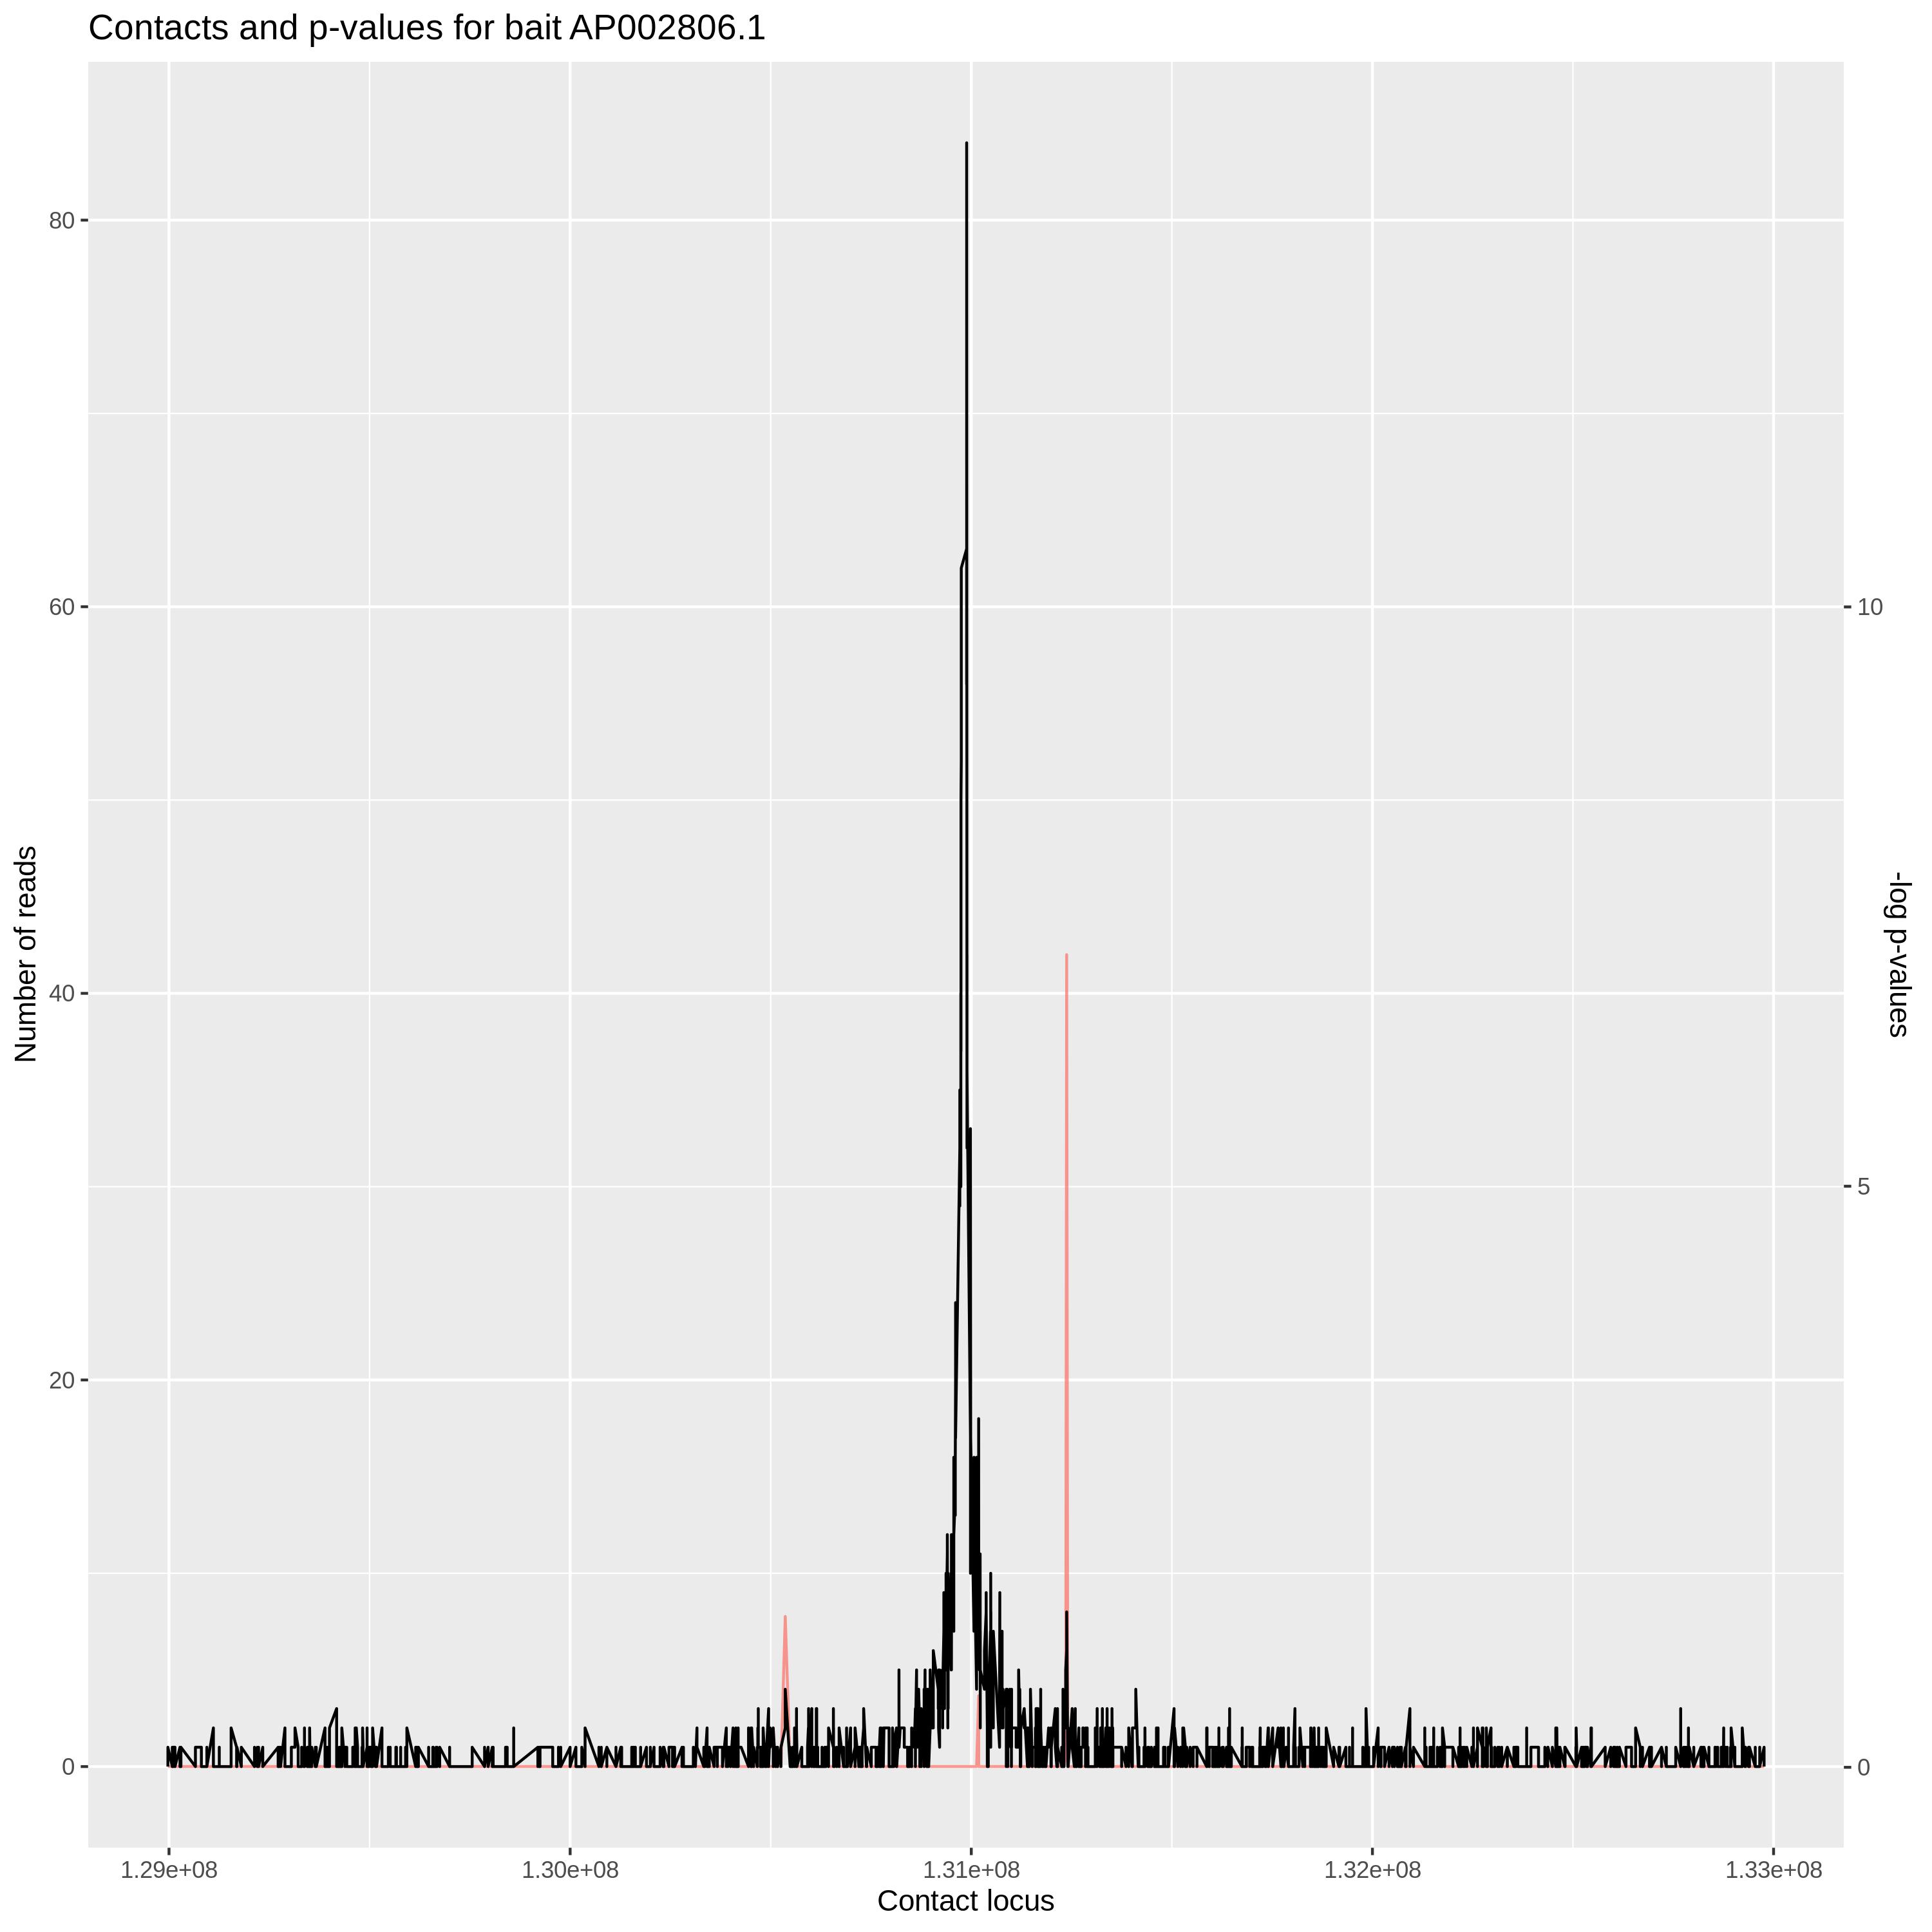 Contacts and p-values for bait AP002806.1
80
60
40
20
0
Number of reads
10
5
0
-log p-values
1.29e+08
1.30e+08
1.31e+08
1.32e+08
1.33e+08
Contact locus